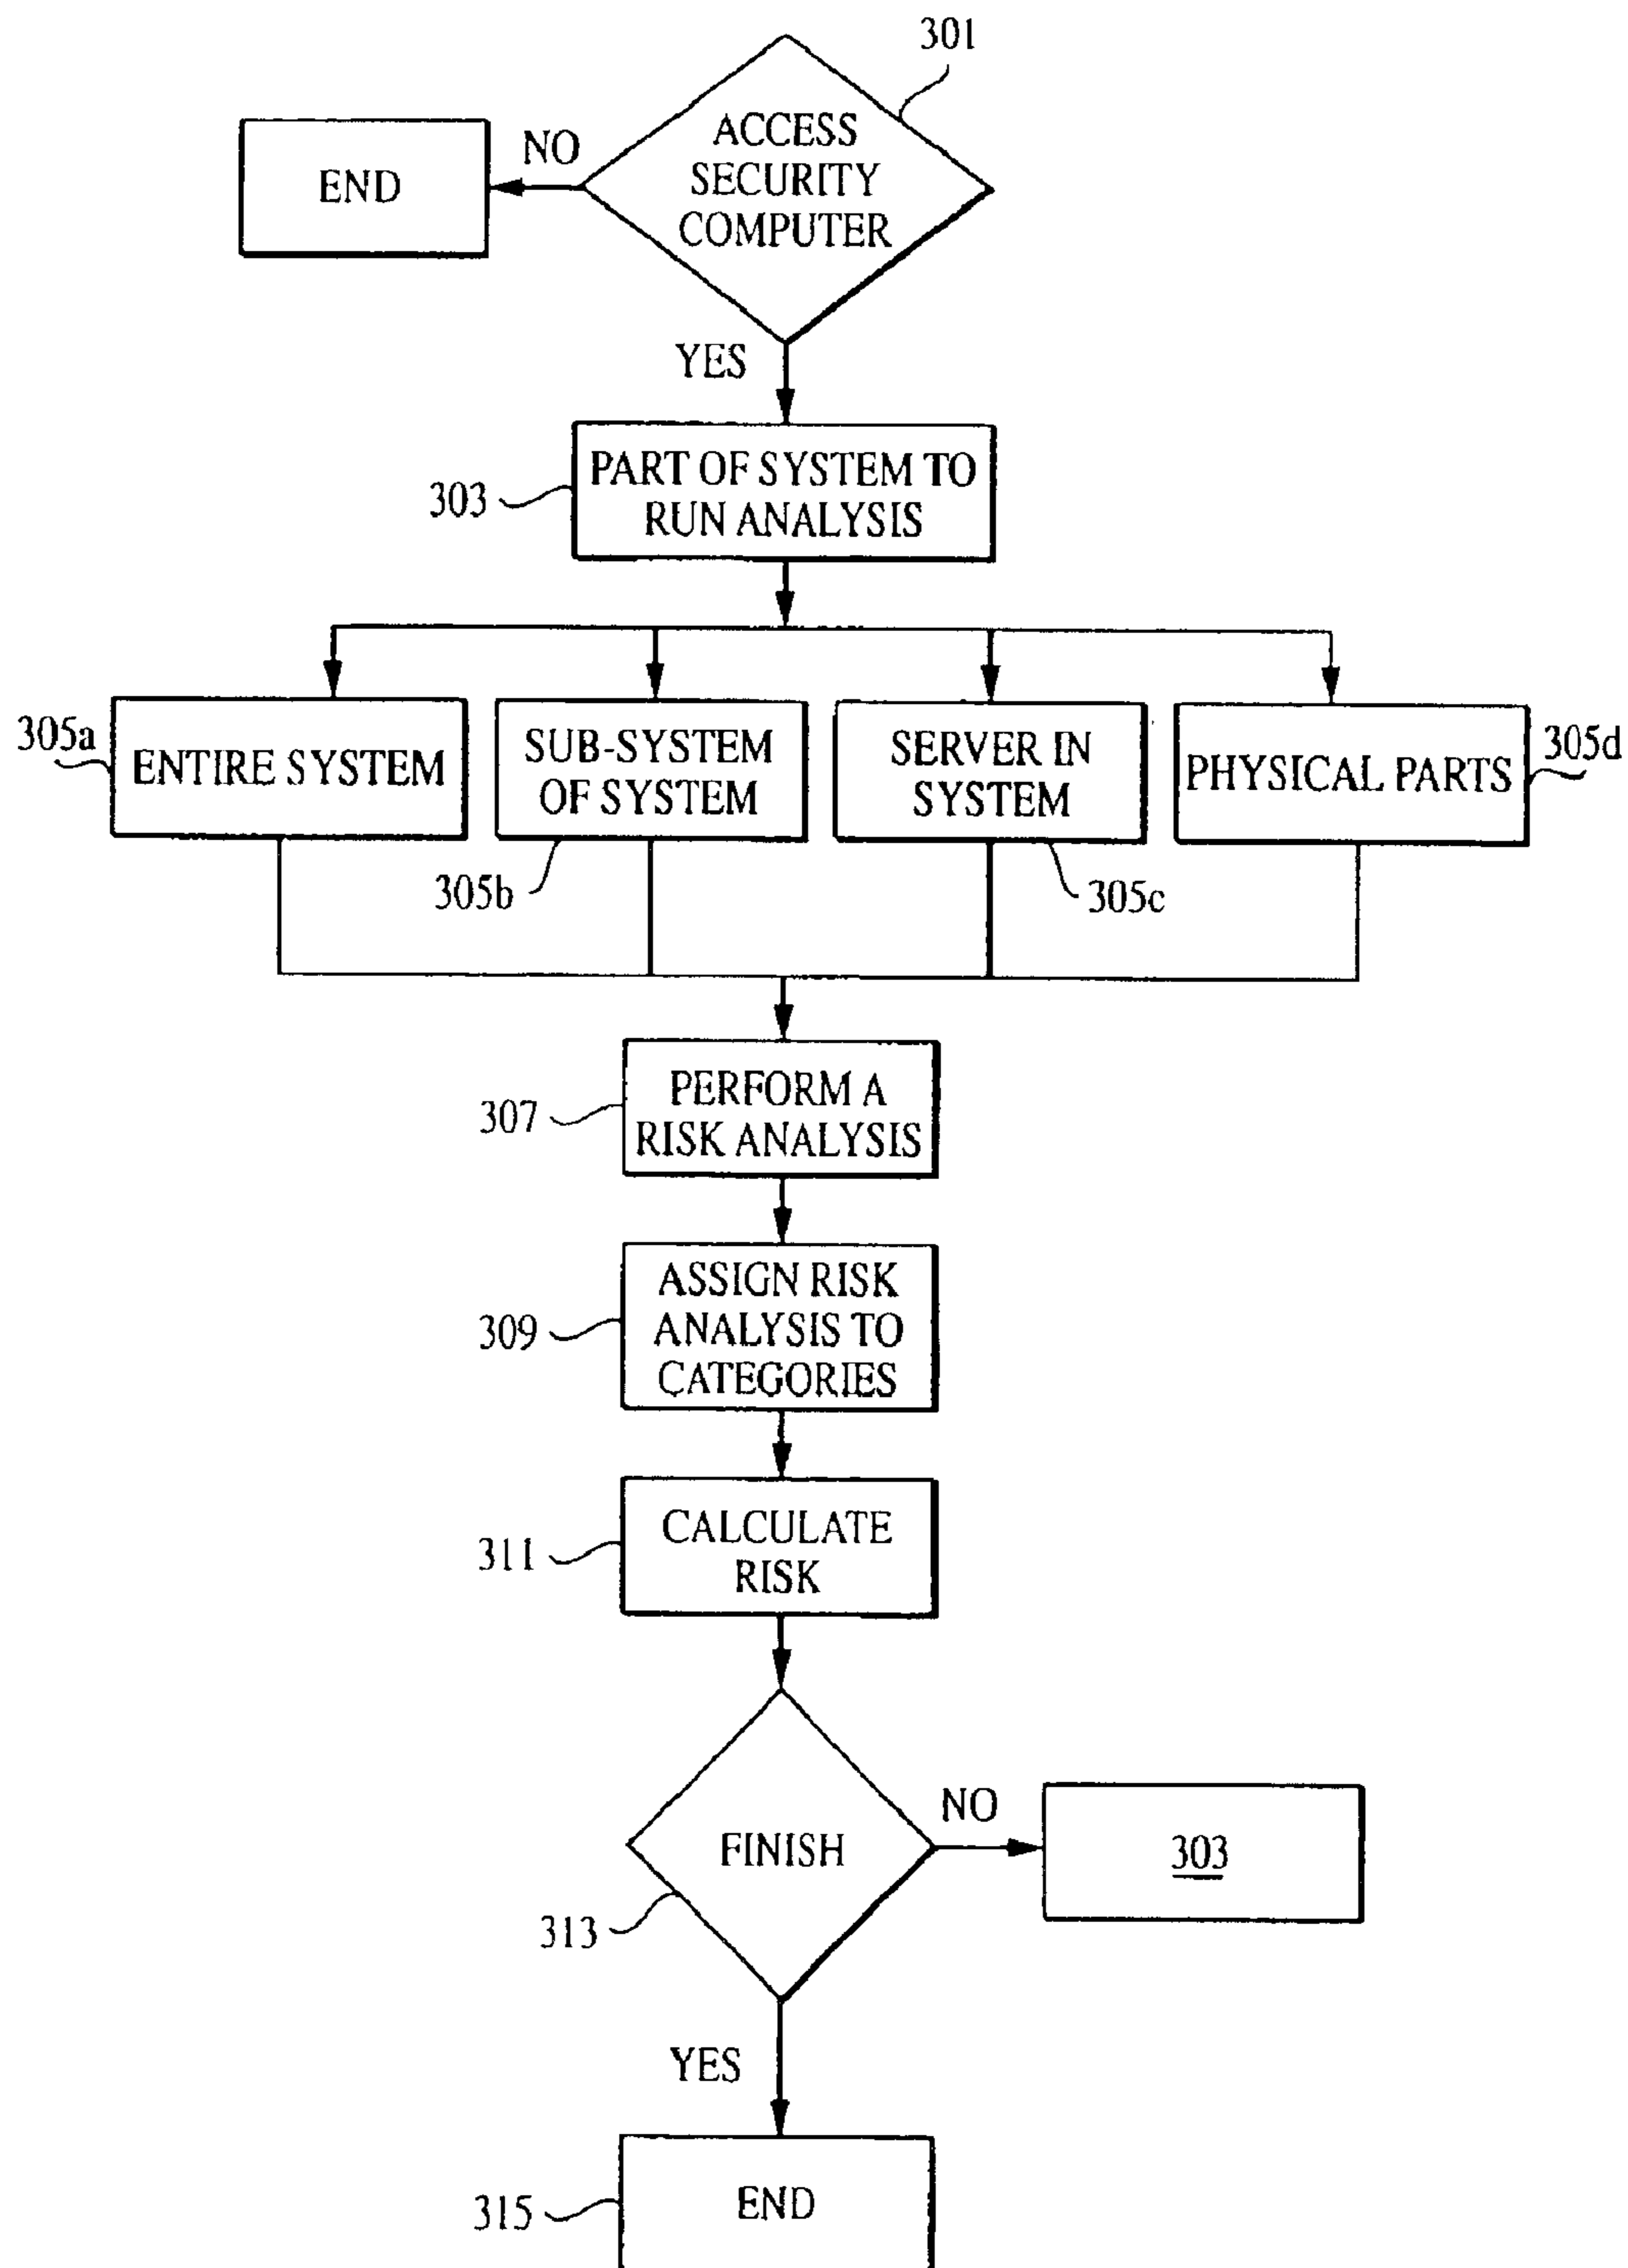 301
ACCESS
SECURITY
COMPUTER
NO
END
YES
303
PART OF SYSTEM TO
RUN ANALYSIS
305a
ENTIRE SYSTEM
SUB-SYSTEM
OF SYSTEM
305b
SERVER IN
SYSTEM
305c
PHYSICAL PARTS
305d
307
PERFORM A
RISK ANALYSIS
309
ASSIGN RISK
ANALYSIS TO
CATEGORIES
311
CALCULATE
RISK
FINISH
313
NO
303
YES
315
END